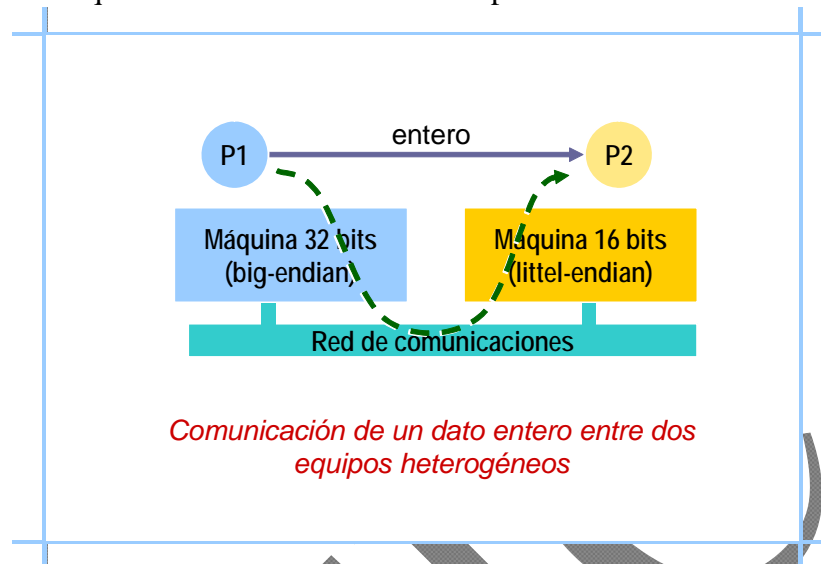 entero
P1
P2
Máquina 32 bits
(big-endian)
Máquina 16 bits
(littel-endian)
Red de comunicaciones
Comunicación de un dato entero entre dos
equipos heterogéneos